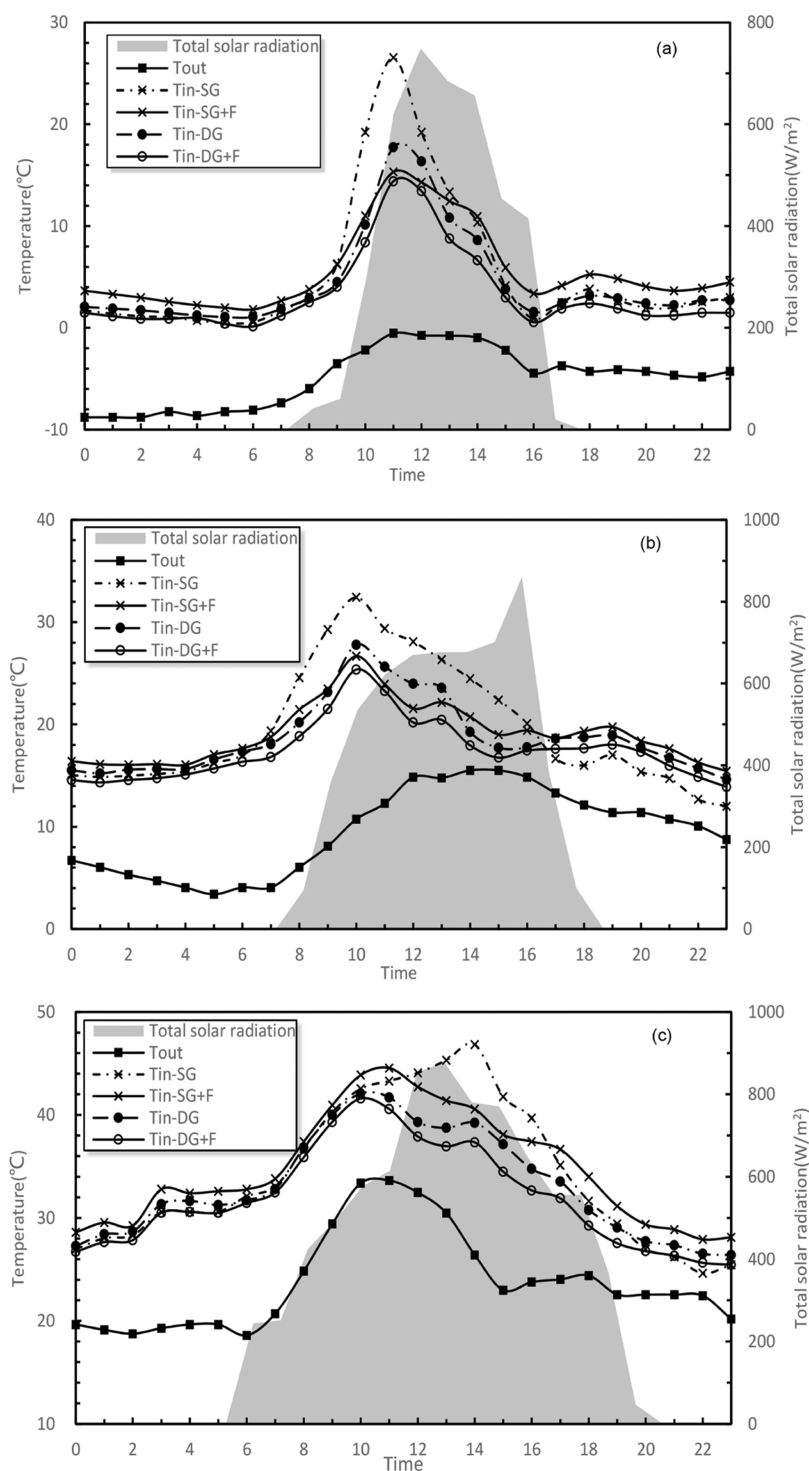 (a)
Total solar radiation
Tout
Tin-SG
Tin-SG+F
Tin-DG
Tin-DG+F
Temperature(℃)
30
20
10
0
-10
800
600
400
200
0
Total solar radiation(W/m²)
0 2 4 6 8 10 12 14 16 18 20 22
Time
(b)
Total solar radiation
Tout
Tin-SG
Tin-SG+F
Tin-DG
Tin-DG+F
Temperature(℃)
40
30
20
10
0
1000
800
600
400
200
0
Total solar radiation(W/m²)
0 2 4 6 8 10 12 14 16 18 20 22
Time
(c)
Total solar radiation
Tout
Tin-SG
Tin-SG+F
Tin-DG
Tin-DG+F
Temperature(℃)
50
40
30
20
10
1000
800
600
400
200
0
Total solar radiation(W/m²)
0 2 4 6 8 10 12 14 16 18 20 22
Time